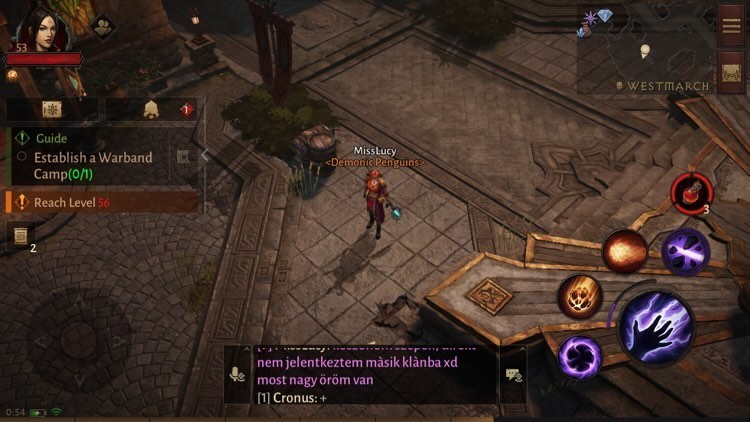 53
WESTMARCH
1
Guide
Establish a Warband
Camp(0/1)
Reach Level 56
2
MissLucy
<Demonic Penguins>
3
nem jelentkeztem màsik klànba xd
most nagy öröm van
[1] Cronus: +
0:54